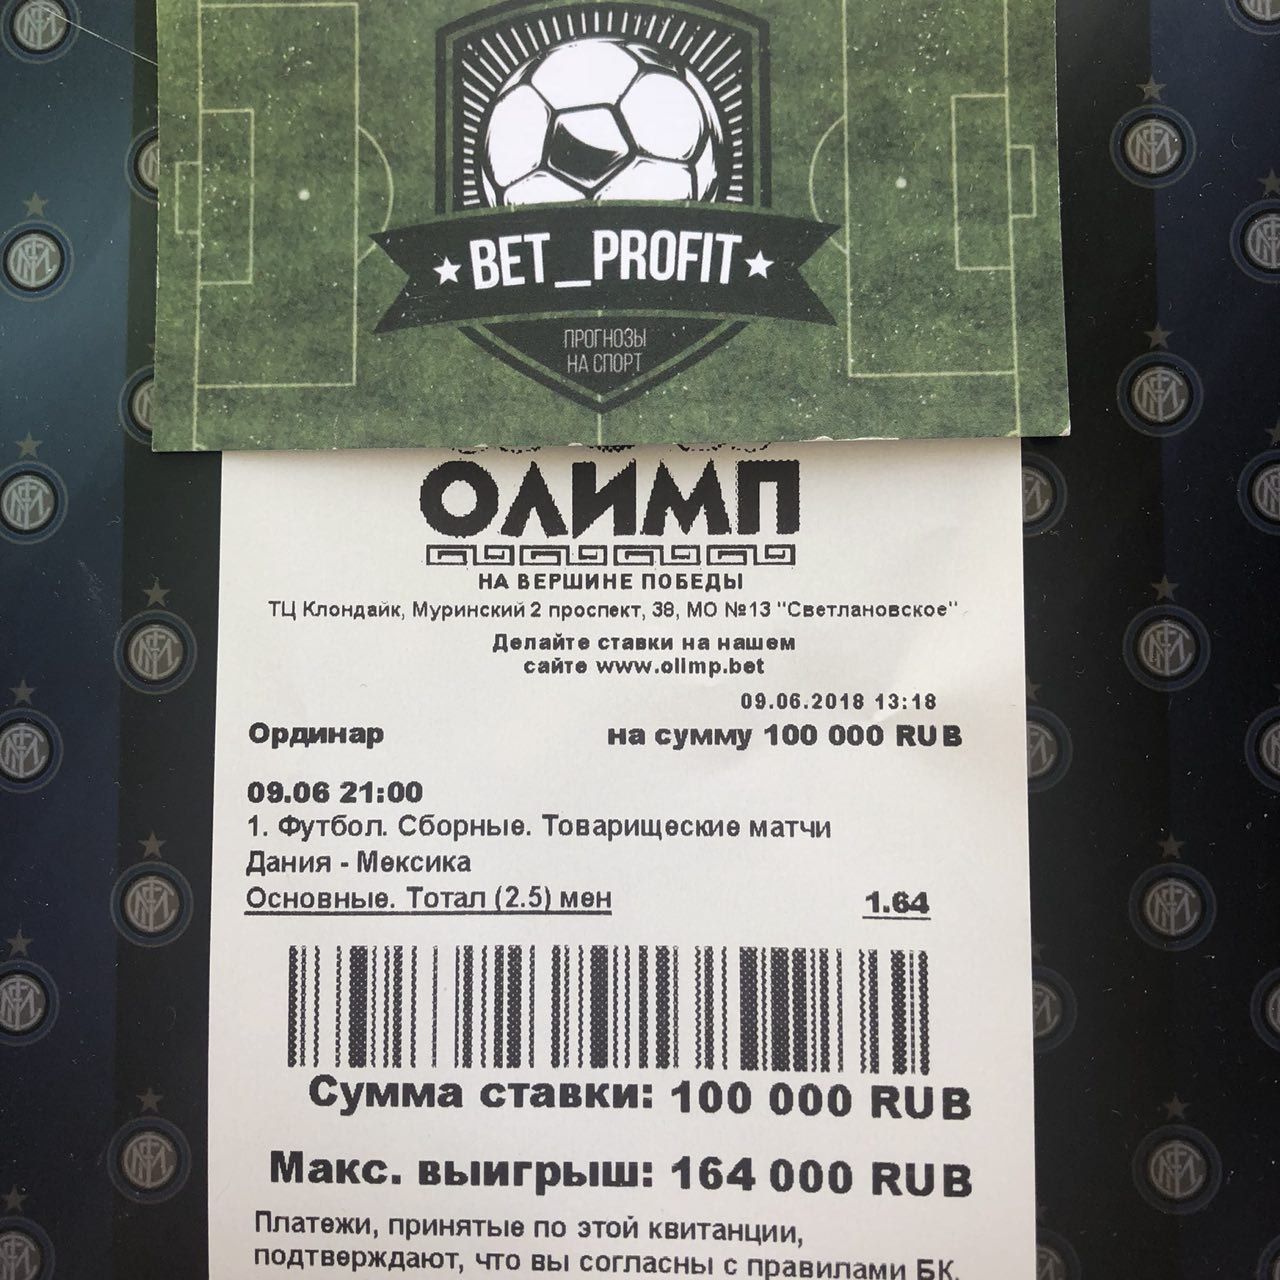 ★ BET_PROFIT ★
ПРОГНОЗЫ
НА СПОРТ
ОЛИМП
НА ВЕРШИНЕ ПОБЕДЫ
ТЦ Клондайк, Муринский 2 проспект, 38, МО №13 "Светлановское"
Делайте ставки на нашем
сайте www.olimp.bet
09.06.2018 13:18
Ординар на сумму 100 000 RUB
09.06 21:00
1. Футбол. Сборные. Товарищеские матчи
Дания - Мексика
Основные. Тотал (2.5) мен 1.64
Сумма ставки: 100 000 RUB
Макс. выигрыш: 164 000 RUB
Платежи, принятые по этой квитанции,
подтверждают, что вы согласны с правилами БК.